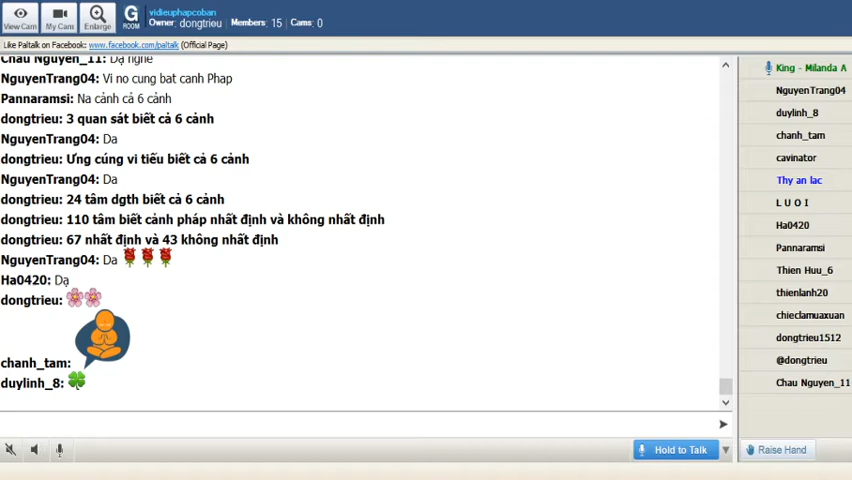 View Cam
My Cam
Enlarge
G
ROOM
vidieuphapcoban
Owner: dongtrieu Members: 15 Cams: 0
Like Paltalk on Facebook: www.facebook.com/paltalk (Official Page)
Chau Nguyen_11: Dạ nghe
NguyenTrang04: Vi no cung bat canh Phap
Pannaramsi: Na cảnh cả 6 cảnh
dongtrieu: 3 quan sát biết cả 6 cảnh
NguyenTrang04: Da
dongtrieu: Ưng cúng vi tiếu biết cả 6 cảnh
NguyenTrang04: Da
dongtrieu: 24 tâm dgth biết cả 6 cảnh
dongtrieu: 110 tâm biết cảnh pháp nhất định và không nhất định
dongtrieu: 67 nhất định và 43 không nhất định
NguyenTrang04: Da
Ha0420: Dạ
dongtrieu:
chanh_tam:
duylinh_8:
Hold to Talk
King - Milanda A
NguyenTrang04
duylinh_8
chanh_tam
cavinator
Thy an lac
L U O I
Ha0420
Pannaramsi
Thien Huu_6
thienlanh20
chieclamuaxuan
dongtrieu1512
@dongtrieu
Chau Nguyen_11
Raise Hand